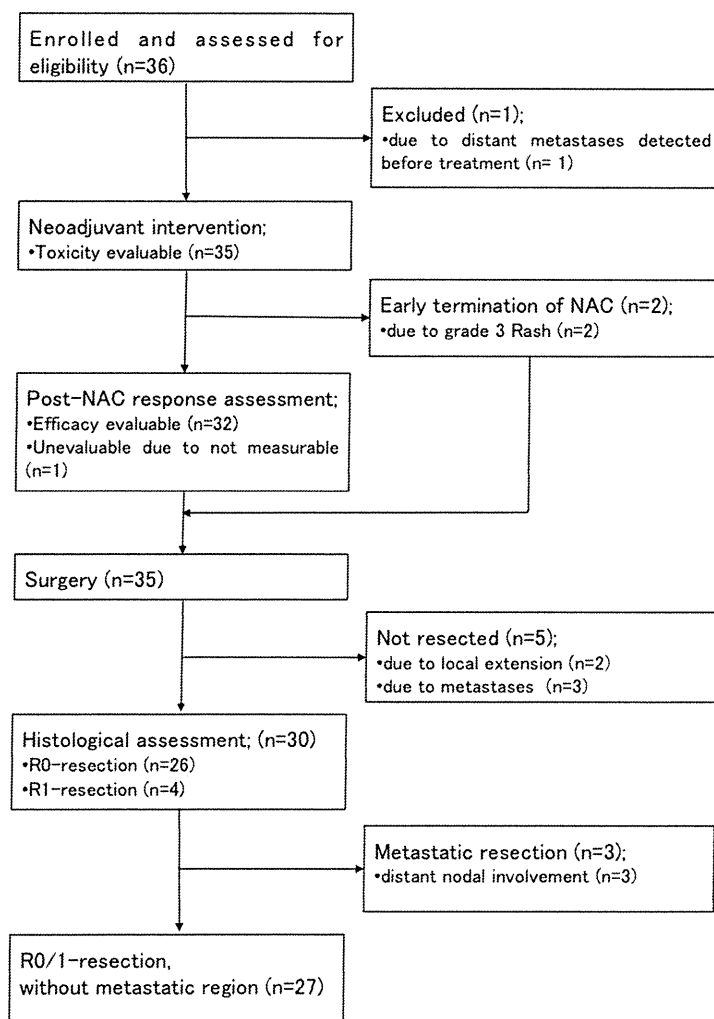 Enrolled and assessed for
eligibility (n=36)
Excluded (n=1);
•due to distant metastases detected
before treatment (n= 1)
Neoadjuvant intervention;
•Toxicity evaluable (n=35)
Early termination of NAC (n=2);
•due to grade 3 Rash (n=2)
Post-NAC response assessment;
•Efficacy evaluable (n=32)
•Unevaluable due to not measurable
(n=1)
Surgery (n=35)
Not resected (n=5);
•due to local extension (n=2)
•due to metastases (n=3)
Histological assessment; (n=30)
•R0-resection (n=26)
•R1-resection (n=4)
Metastatic resection (n=3);
•distant nodal involvement (n=3)
R0/1-resection,
without metastatic region (n=27)